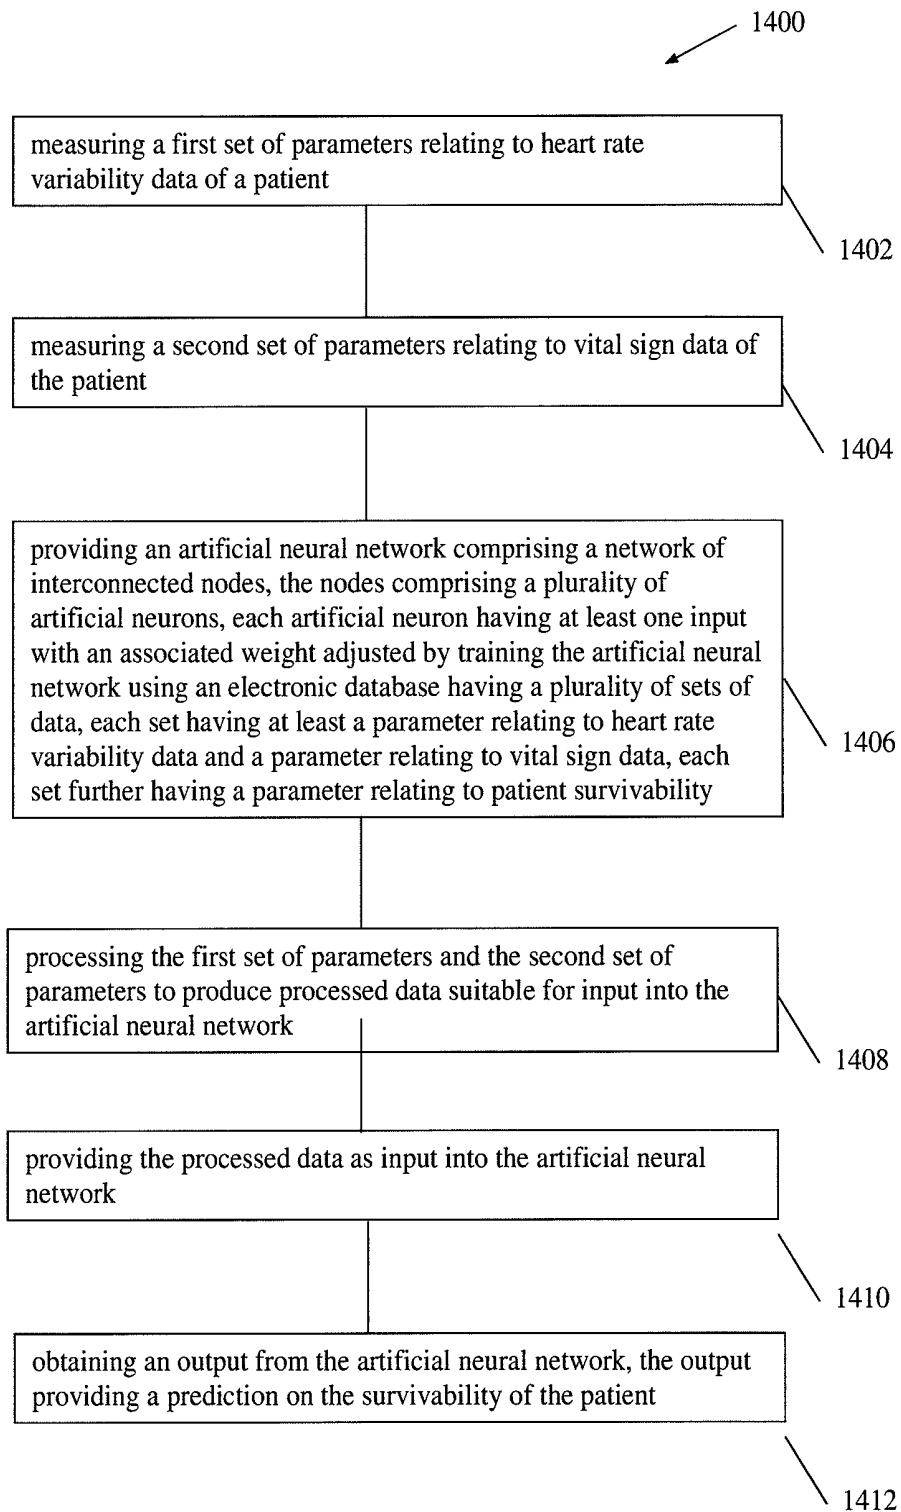 1400
measuring a first set of parameters relating to heart rate
variability data of a patient
1402
measuring a second set of parameters relating to vital sign data of
the patient
1404
providing an artificial neural network comprising a network of
interconnected nodes, the nodes comprising a plurality of
artificial neurons, each artificial neuron having at least one input
with an associated weight adjusted by training the artificial neural
network using an electronic database having a plurality of sets of
data, each set having at least a parameter relating to heart rate
variability data and a parameter relating to vital sign data, each
set further having a parameter relating to patient survivability
1406
processing the first set of parameters and the second set of
parameters to produce processed data suitable for input into the
artificial neural network
1408
providing the processed data as input into the artificial neural
network
1410
obtaining an output from the artificial neural network, the output
providing a prediction on the survivability of the patient
1412